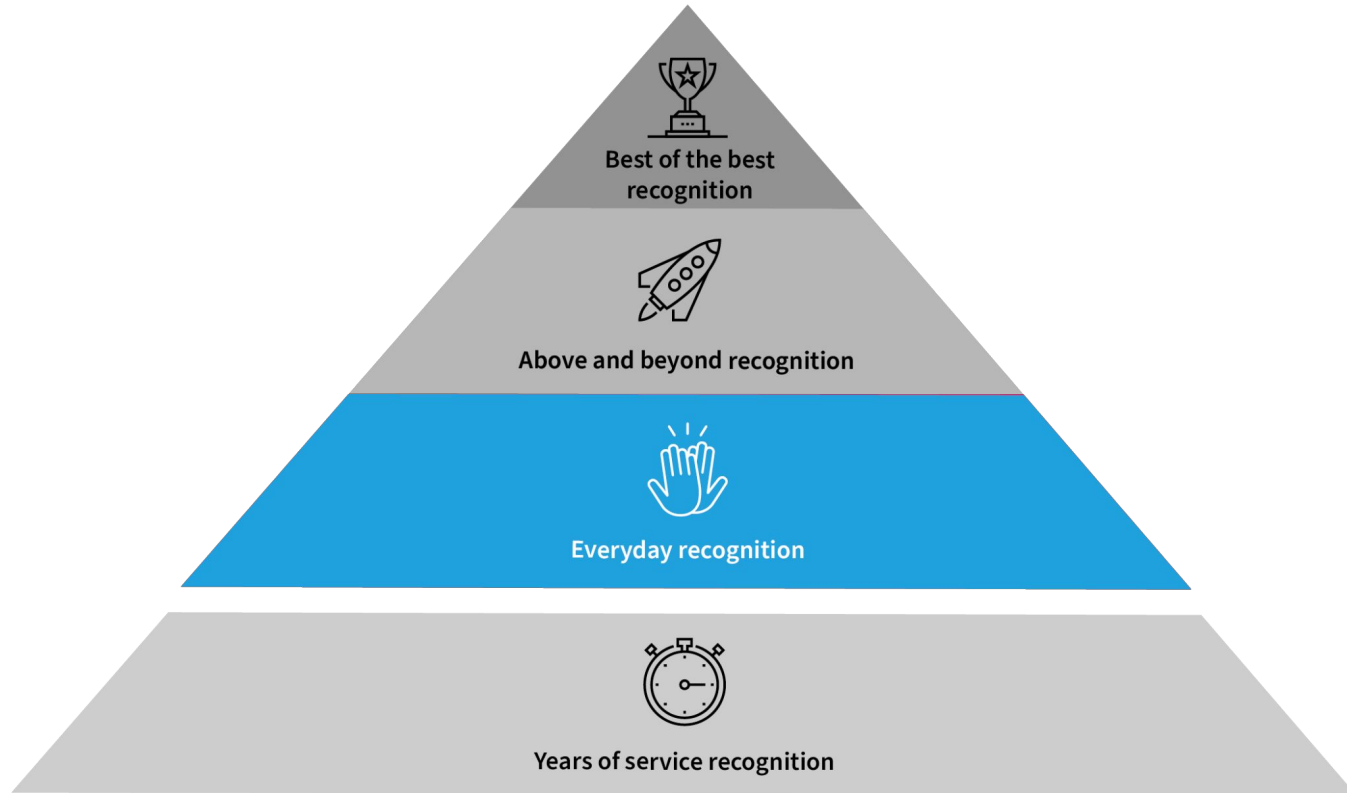 Best of the best
recognition
Above and beyond recognition
Everyday recognition
Years of service recognition